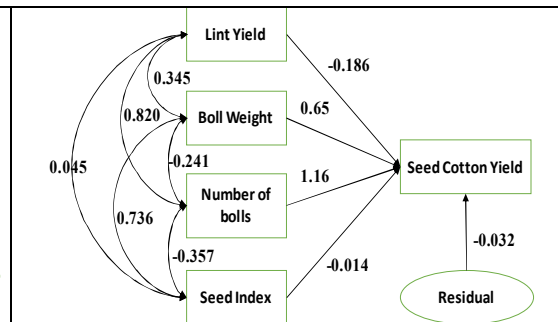 Lint Yield
-0.186
0.345
0.65
0.820
Boll Weight
Seed Cotton Yield
0.045
-0.241
1.16
Number of
bolls
0.736
-0.357
-0.014
-0.032
Seed Index
Residual